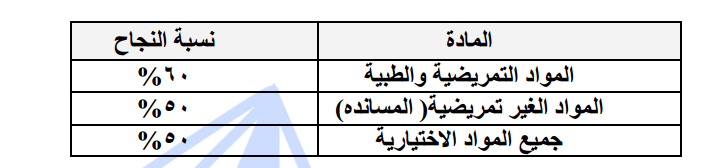 المادة نسبة النجاح
المواد التمريضية والطبية ٦٠%
المواد الغير تمريضية( المسانده) ٥٠%
جميع المواد الاختيارية ٥٠%